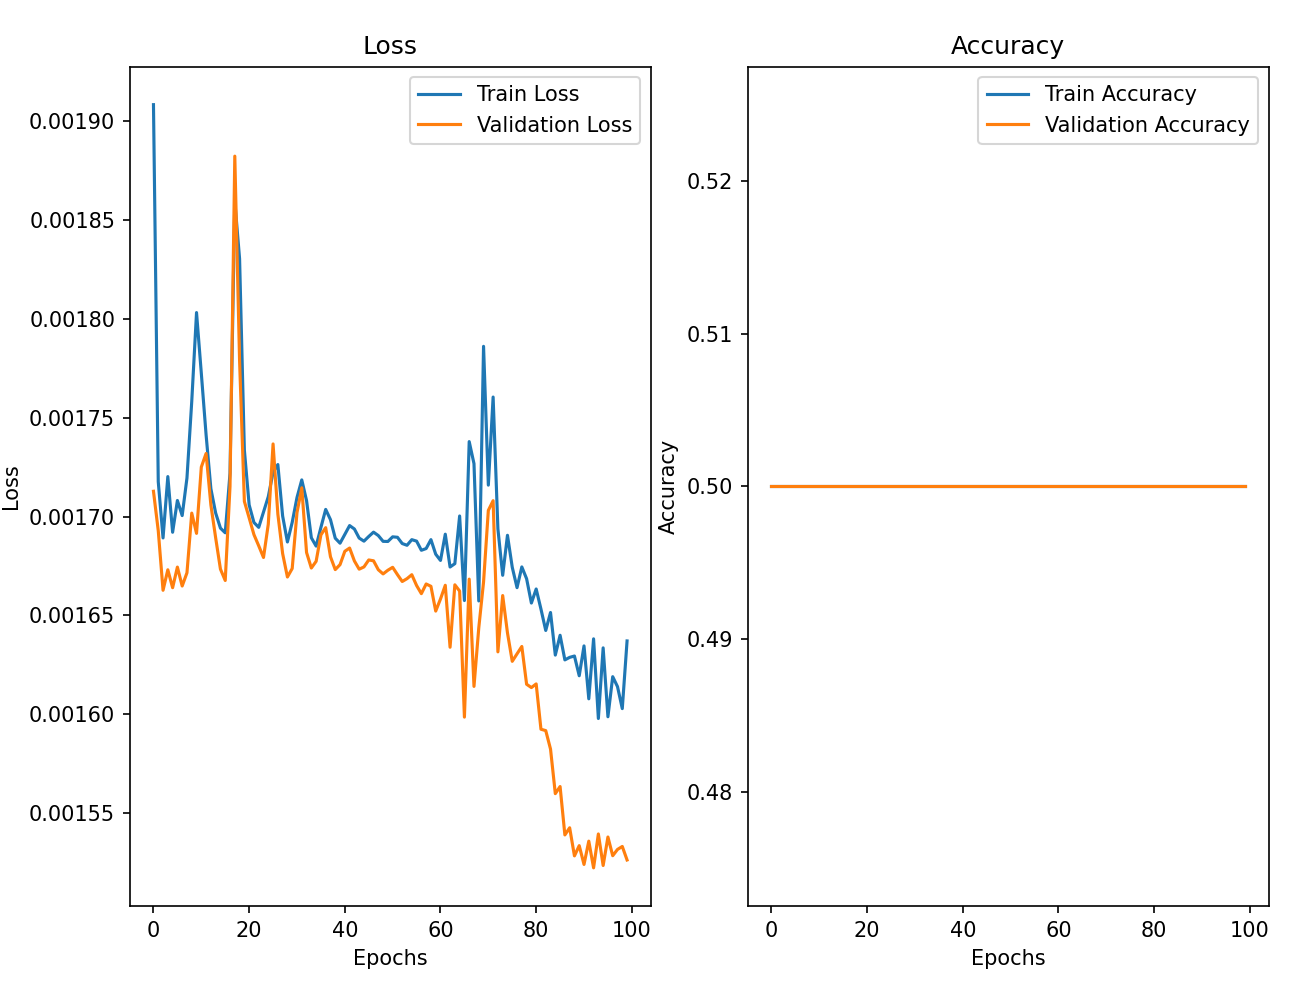 Loss
Train Loss
Validation Loss
0.00190
0.00185
0.00180
0.00175
0.00170
0.00165
0.00160
0.00155
Loss
0 20 40 60 80 100
Epochs
Accuracy
Train Accuracy
Validation Accuracy
0.52
0.51
0.50
0.49
0.48
Accuracy
0 20 40 60 80 100
Epochs